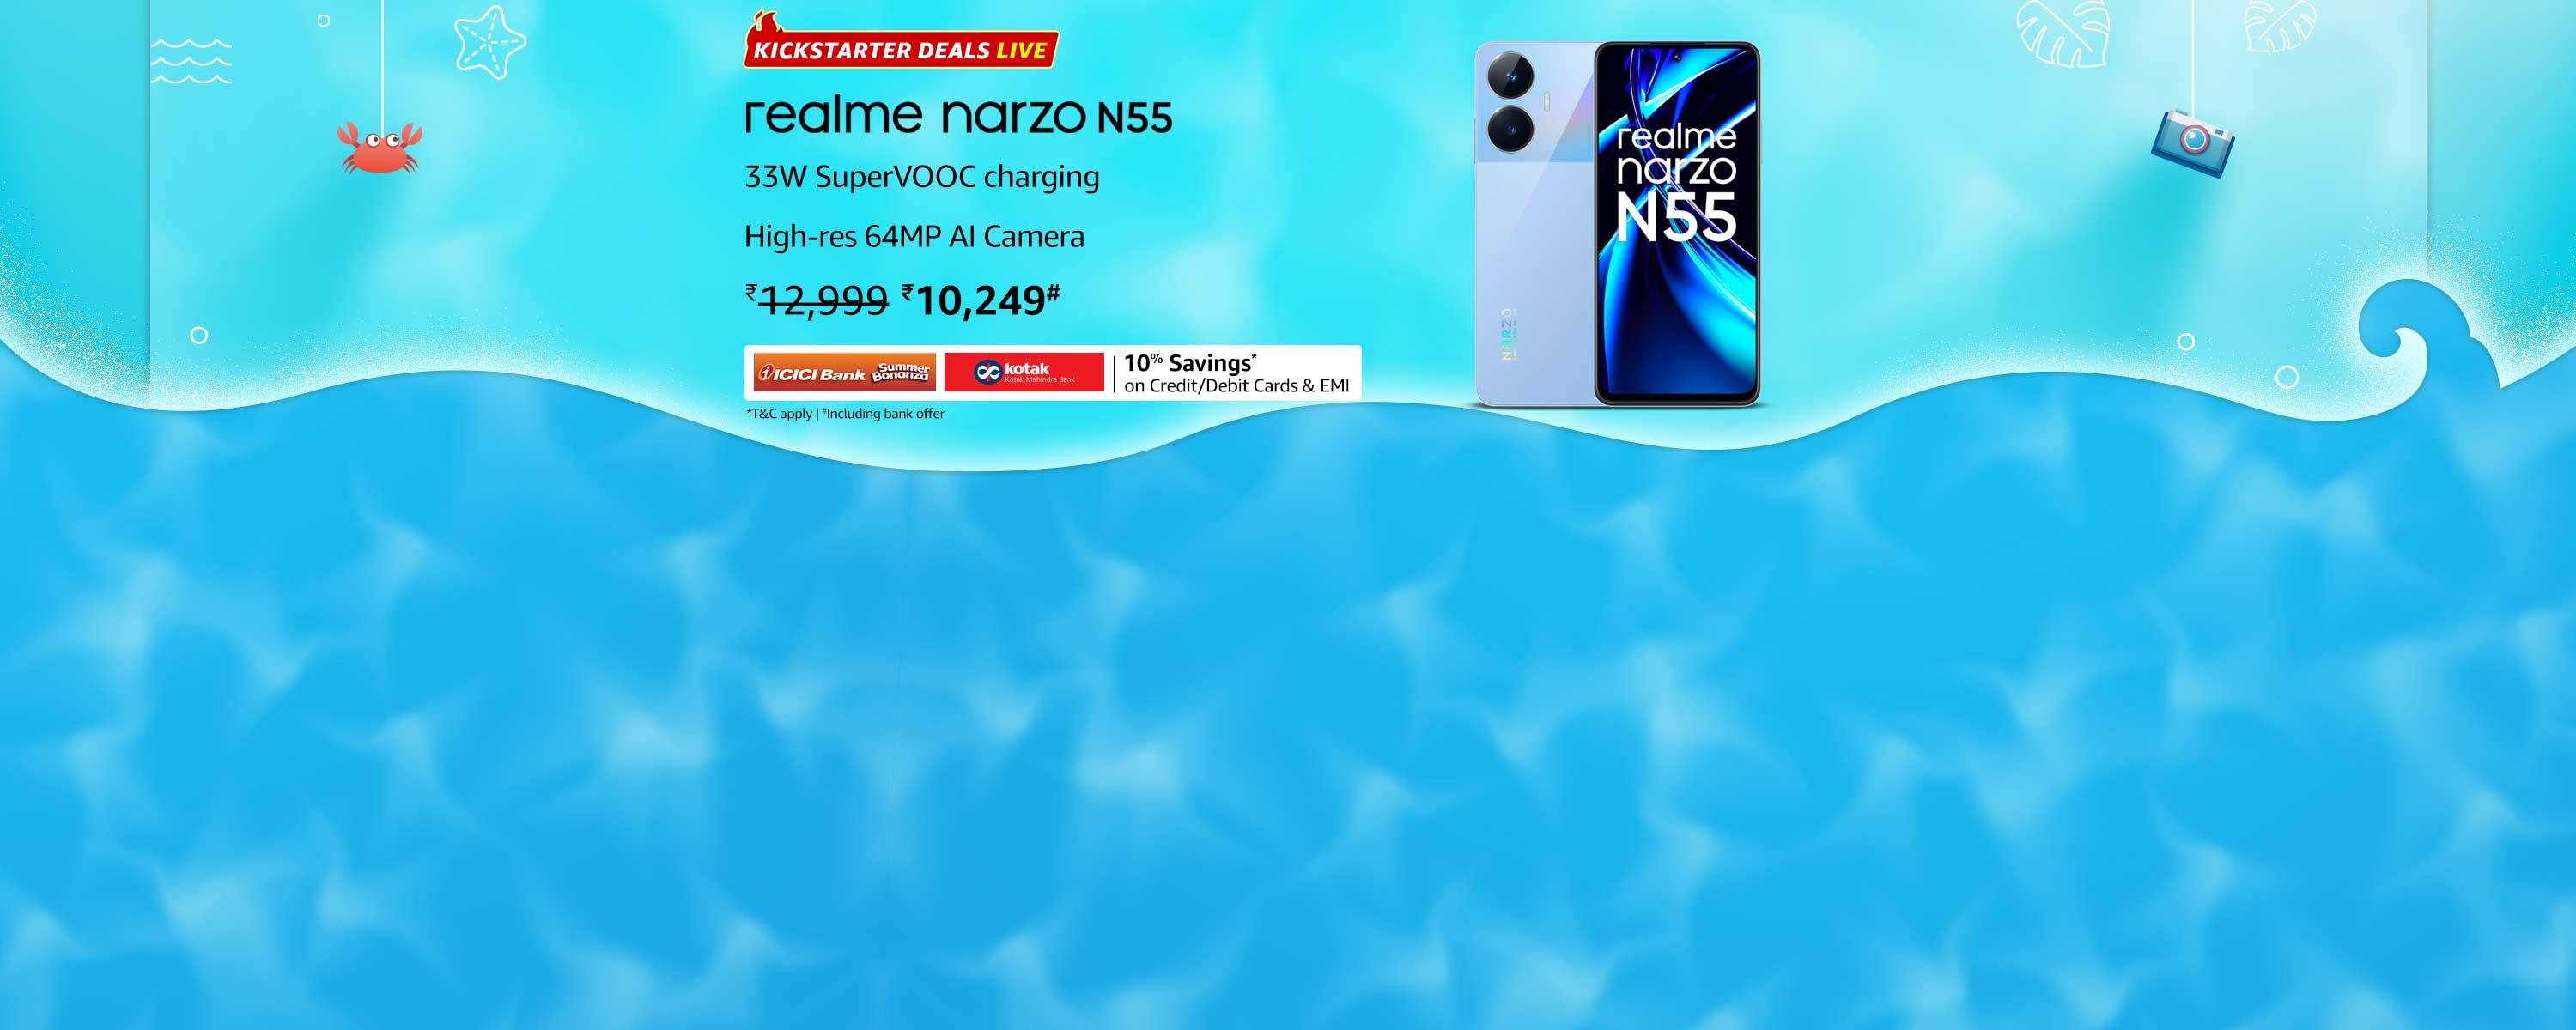 KICKSTARTER DEALS LIVE
realme narzo N55
33W SuperVOOC charging
High-res 64MP AI Camera
₹12,999 ₹10,249#
ICICI Bank Summer Bonanza
kotak
Kotak Mahindra Bank
10% Savings*
on Credit/Debit Cards & EMI
*T&C apply | #Including bank offer
NARZO
realme
narzo
N55